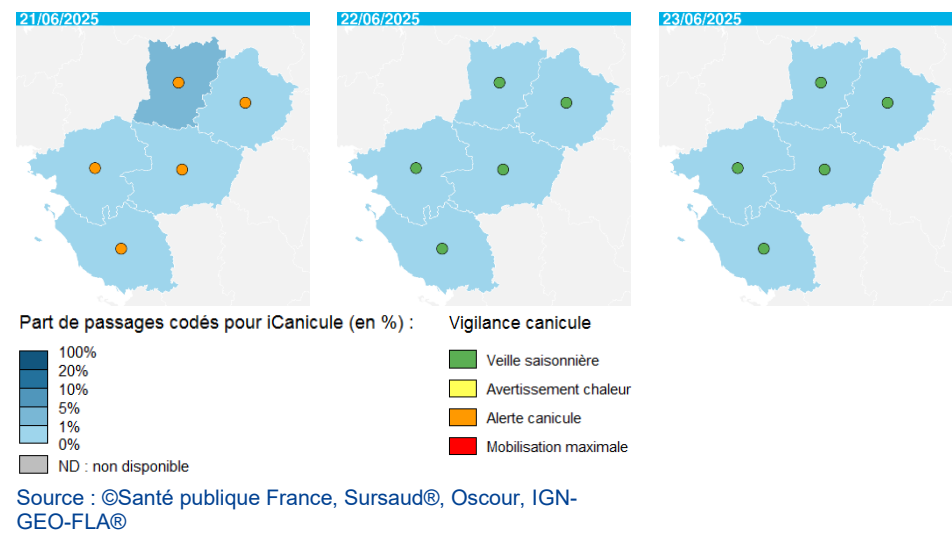 21/06/2025
22/06/2025
23/06/2025
Part de passages codés pour iCanicule (en %) :
100%
20%
10%
5%
1%
0%
ND : non disponible
Vigilance canicule
Veille saisonnière
Avertissement chaleur
Alerte canicule
Mobilisation maximale
Source : ©Santé publique France, Sursaud®, Oscour, IGN-
GEO-FLA®